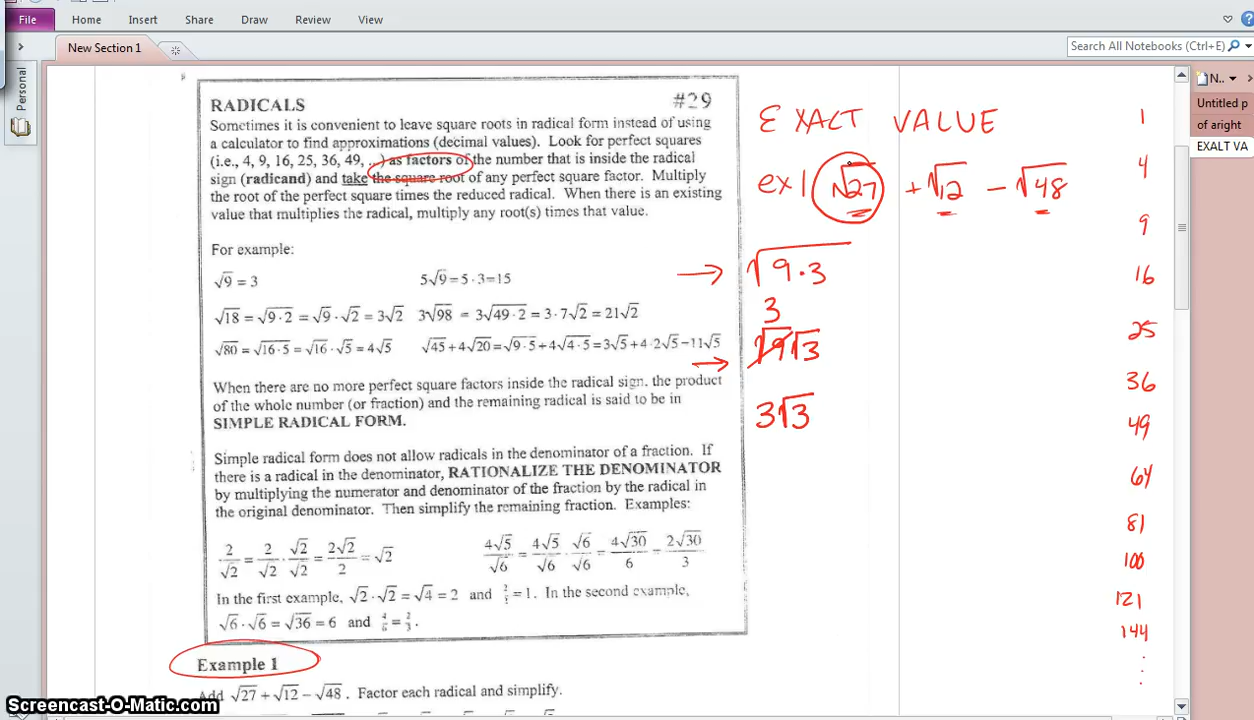 File Home Insert Share Draw Review View
New Section 1
Search All Notebooks (Ctrl+E)
Personal
N..
Untitled p
of aright
EXALT VA
RADICALS #29
Sometimes it is convenient to leave square roots in radical form instead of using
a calculator to find approximations (decimal values). Look for perfect squares
(i.e., 4, 9, 16, 25, 36, 49, ...) as factors of the number that is inside the radical
sign (radicand) and take the square root of any perfect square factor. Multiply
the root of the perfect square times the reduced radical. When there is an existing
value that multiplies the radical, multiply any root(s) times that value.
For example:
√9 = 3 5√9 = 5 · 3 = 15
√18 = √9·2 = √9 · √2 = 3√2 3√98 = 3√49·2 = 3 · 7√2 = 21√2
√80 = √16·5 = √16 · √5 = 4√5 √45 + 4√20 = √9·5 + 4√4·5 = 3√5 + 4·2√5 = 11√5
When there are no more perfect square factors inside the radical sign, the product
of the whole number (or fraction) and the remaining radical is said to be in
SIMPLE RADICAL FORM.
Simple radical form does not allow radicals in the denominator of a fraction. If
there is a radical in the denominator, RATIONALIZE THE DENOMINATOR
by multiplying the numerator and denominator of the fraction by the radical in
the original denominator. Then simplify the remaining fraction. Examples:
2/√2 = 2/√2 · √2/√2 = 2√2/2 = √2 4√5/√6 = 4√5/√6 · √6/√6 = 4√30/6 = 2√30/3
In the first example, √2 · √2 = √4 = 2 and 2/2 = 1. In the second example,
√6 · √6 = √36 = 6 and 4/6 = 2/3.
Example 1
Add √27 + √12 − √48. Factor each radical and simplify.
EXACT VALUE
ex 1 √27 + √12 − √48
→ √9·3
3
→ √9√3
3√3
1
4
9
16
25
36
49
64
81
100
121
144
Screencast-O-Matic.com